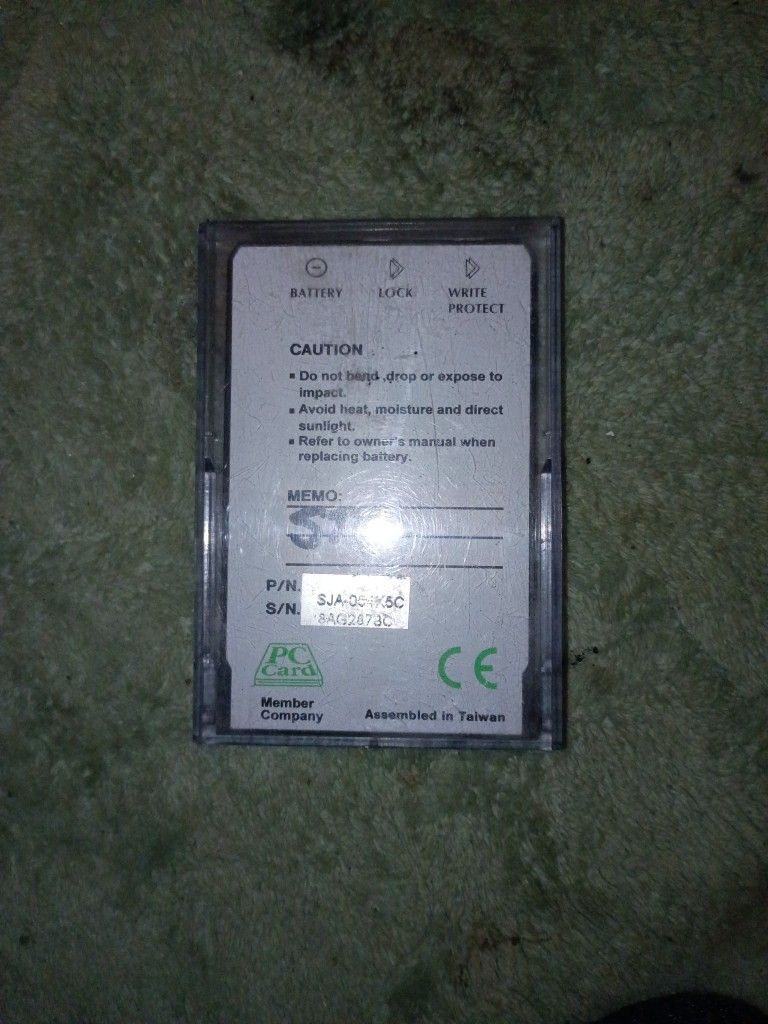 BATTERY LOCK WRITE
PROTECT
CAUTION
▪ Do not bend ,drop or expose to
impact.
▪ Avoid heat, moisture and direct
sunlight.
▪ Refer to owner's manual when
replacing battery.
MEMO:
P/N.
S/N.
PC
Card
CE
Member
Company
Assembled in Taiwan